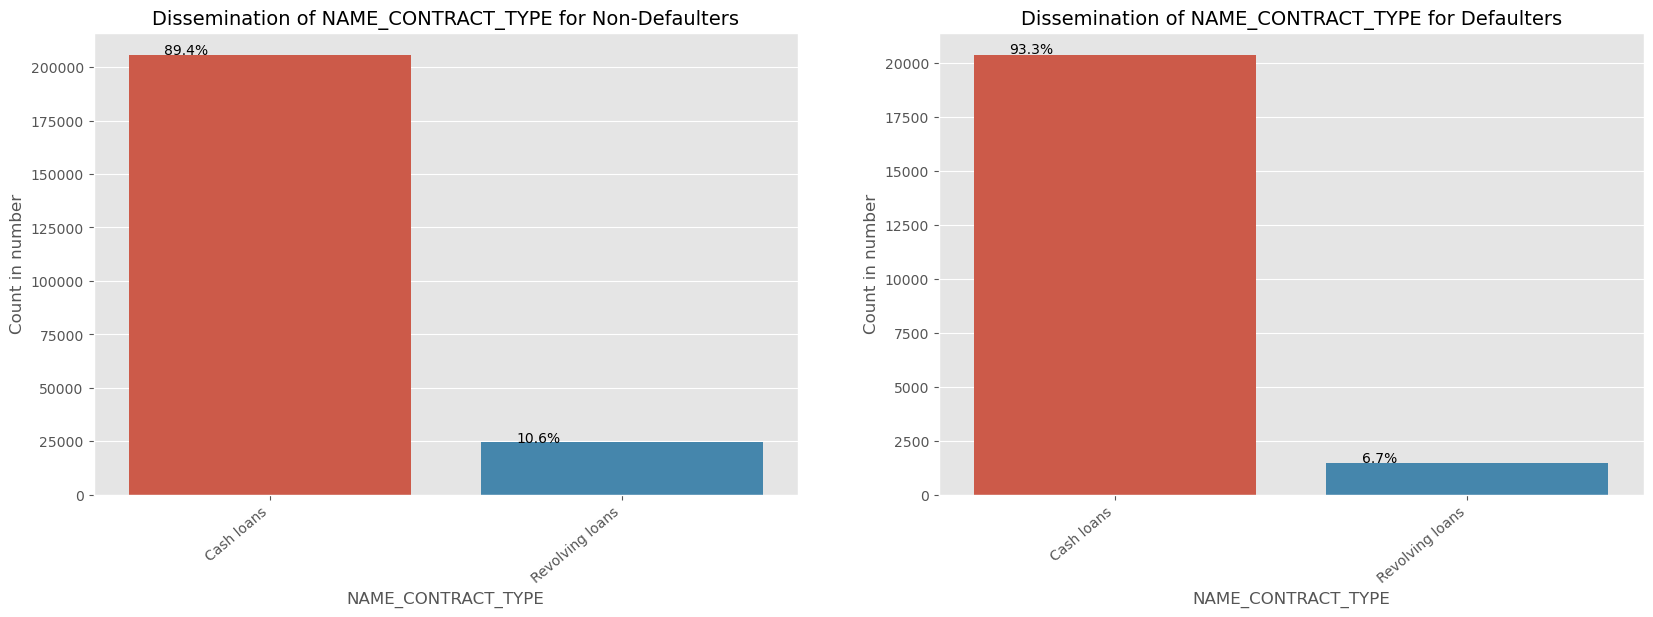 Dissemination of NAME_CONTRACT_TYPE for Non-Defaulters
89.4%
10.6%
200000
175000
150000
125000
100000
75000
50000
25000
0
Count in number
Cash loans
Revolving loans
NAME_CONTRACT_TYPE
Dissemination of NAME_CONTRACT_TYPE for Defaulters
93.3%
6.7%
20000
17500
15000
12500
10000
7500
5000
2500
0
Count in number
Cash loans
Revolving loans
NAME_CONTRACT_TYPE